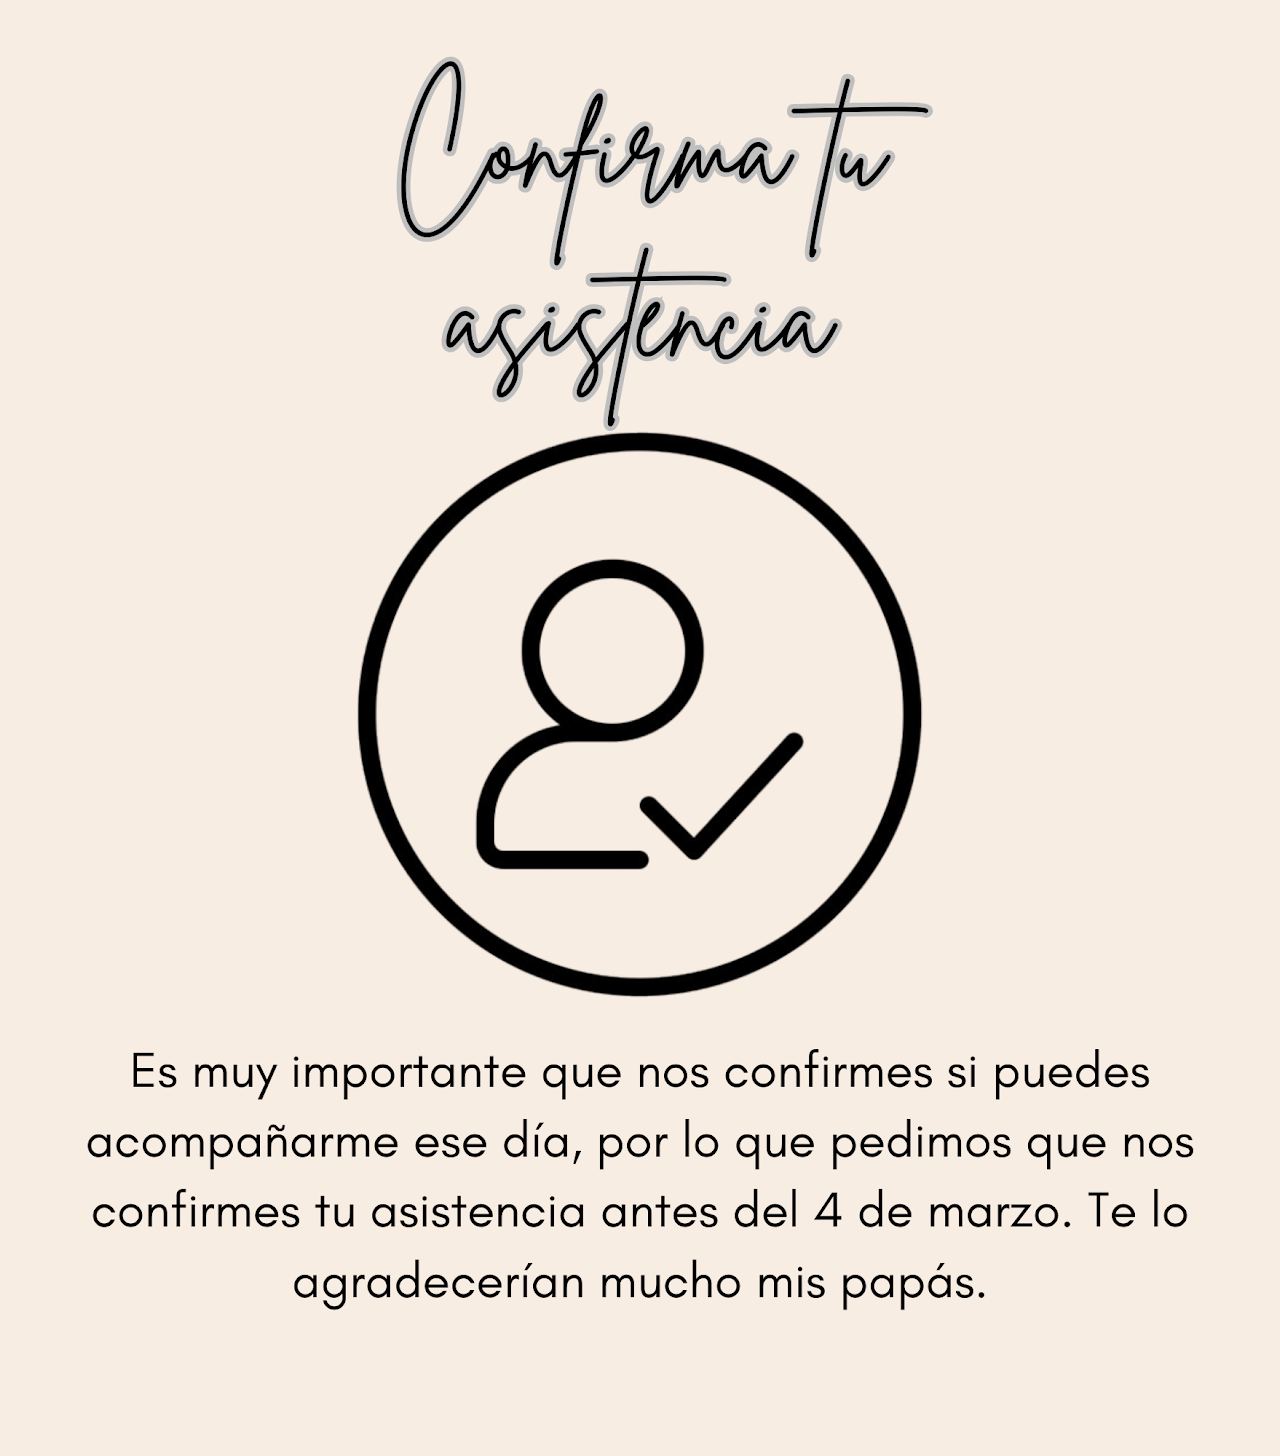 Confirma tu
asistencia
Es muy importante que nos confirmes si puedes
acompañarme ese día, por lo que pedimos que nos
confirmes tu asistencia antes del 4 de marzo. Te lo
agradecerían mucho mis papás.